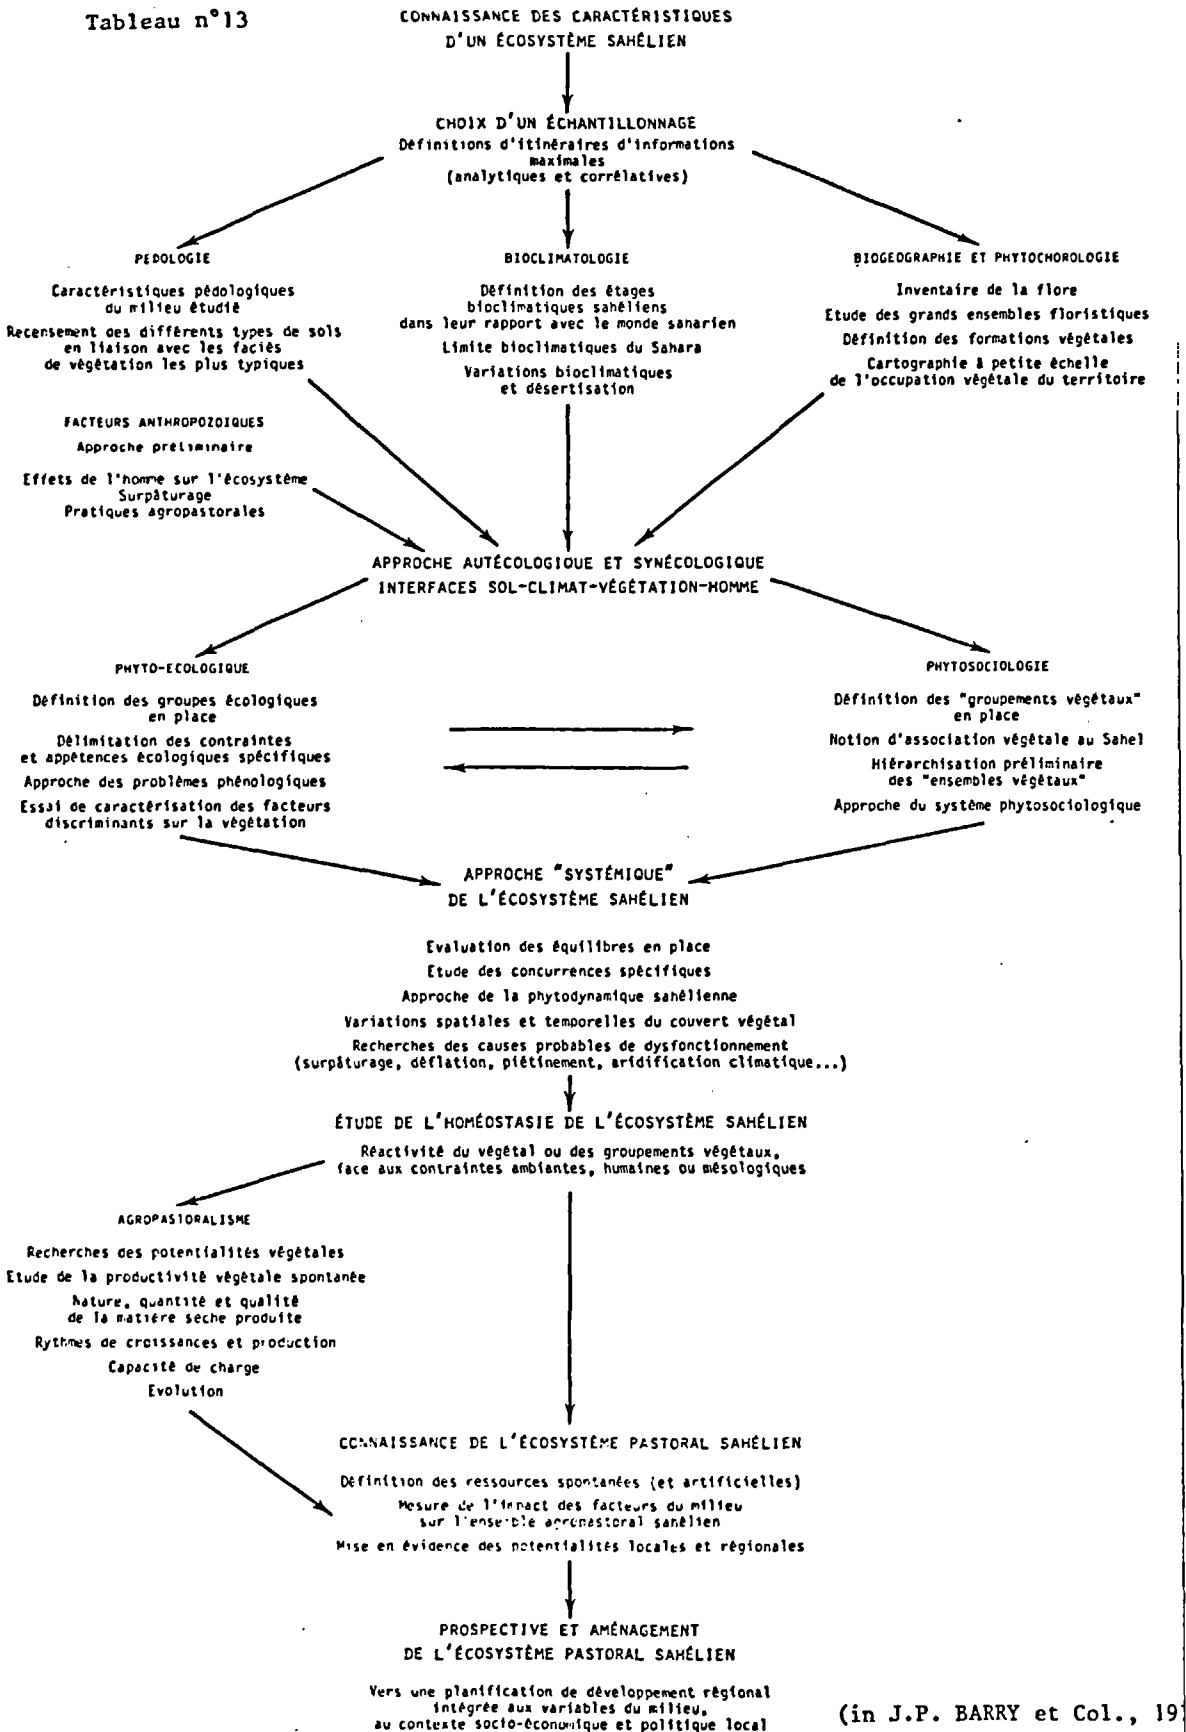 Tableau n°13
CONNAISSANCE DES CARACTÉRISTIQUES
D'UN ÉCOSYSTÈME SAHÉLIEN
CHOIX D'UN ÉCHANTILLONNAGE
Définitions d'itinéraires d'informations
maximales
(analytiques et corrélatives)
PEDOLOGIE
Caractéristiques pédologiques
du milieu étudié
Recensement des différents types de sols
en liaison avec les faciès
de végétation les plus typiques
BIOCLIMATOLOGIE
Définition des étages
bioclimatiques sahéliens
dans leur rapport avec le monde saharien
Limite bioclimatiques du Sahara
Variations bioclimatiques
et désertisation
BIOGEOGRAPHIE ET PHYTOCHOROLOGIE
Inventaire de la flore
Etude des grands ensembles floristiques
Définition des formations végétales
Cartographie à petite échelle
de l'occupation végétale du territoire
FACTEURS ANTHROPOZOIQUES
Approche préliminaire
Effets de l'homme sur l'écosystème
Surpâturage
Pratiques agropastorales
APPROCHE AUTÉCOLOGIQUE ET SYNÉCOLOGIQUE
INTERFACES SOL-CLIMAT-VÉGÉTATION-HOMME
PHYTO-ECOLOGIQUE
Définition des groupes écologiques
en place
Délimitation des contraintes
et appétences écologiques spécifiques
Approche des problèmes phénologiques
Essai de caractérisation des facteurs
discriminants sur la végétation
PHYTOSOCIOLOGIE
Définition des "groupements végétaux"
en place
Notion d'association végétale au Sahel
Hiérarchisation préliminaire
des "ensembles végétaux"
Approche du système phytosociologique
APPROCHE "SYSTÉMIQUE"
DE L'ÉCOSYSTÈME SAHÉLIEN
Evaluation des équilibres en place
Etude des concurrences spécifiques
Approche de la phytodynamique sahélienne
Variations spatiales et temporelles du couvert végétal
Recherches des causes probables de dysfonctionnement
(surpâturage, déflation, piétinement, aridification climatique...)
ÉTUDE DE L'HOMÉOSTASIE DE L'ÉCOSYSTÈME SAHÉLIEN
Réactivité du végétal ou des groupements végétaux,
face aux contraintes ambiantes, humaines ou mésologiques
AGROPASTORALISME
Recherches des potentialités végétales
Etude de la productivité végétale spontanée
Nature, quantité et qualité
de la matière sèche produite
Rythmes de croissances et production
Capacité de charge
Evolution
CONNAISSANCE DE L'ÉCOSYSTÈME PASTORAL SAHÉLIEN
Définition des ressources spontanées (et artificielles)
Mesure de l'impact des facteurs du milieu
sur l'ensemble agropastoral sahélien
Mise en évidence des potentialités locales et régionales
PROSPECTIVE ET AMÉNAGEMENT
DE L'ÉCOSYSTÈME PASTORAL SAHÉLIEN
Vers une planification de développement régional
intégrée aux variables du milieu,
au contexte socio-économique et politique local
(in J.P. BARRY et Col., 19